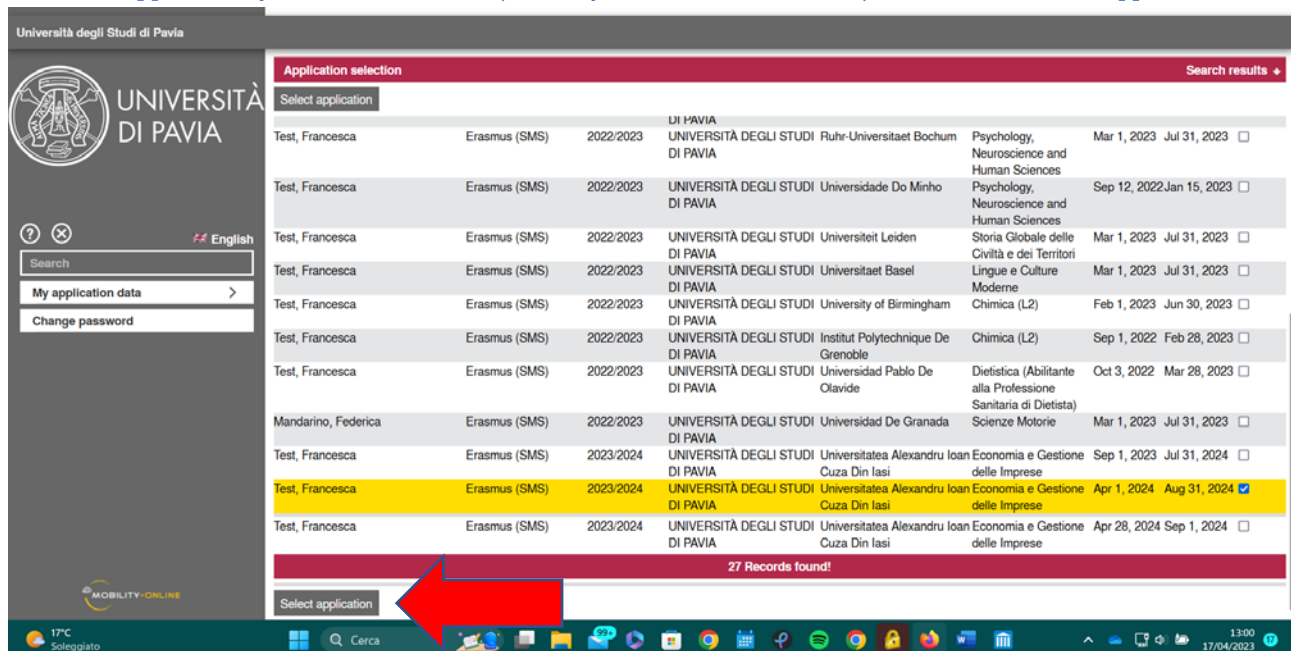 Università degli Studi di Pavia
UNIVERSITÀ
DI PAVIA
English
Search
My application data
Change password
MOBILITY-ONLINE
Application selection Search results
Select application
DI PAVIA
Test, Francesca Erasmus (SMS) 2022/2023 UNIVERSITÀ DEGLI STUDI Ruhr-Universitaet Bochum Psychology, Mar 1, 2023 Jul 31, 2023
DI PAVIA Neuroscience and
Human Sciences
Test, Francesca Erasmus (SMS) 2022/2023 UNIVERSITÀ DEGLI STUDI Universidade Do Minho Psychology, Sep 12, 2022 Jan 15, 2023
DI PAVIA Neuroscience and
Human Sciences
Test, Francesca Erasmus (SMS) 2022/2023 UNIVERSITÀ DEGLI STUDI Universiteit Leiden Storia Globale delle Mar 1, 2023 Jul 31, 2023
DI PAVIA Civiltà e dei Territori
Test, Francesca Erasmus (SMS) 2022/2023 UNIVERSITÀ DEGLI STUDI Universitaet Basel Lingue e Culture Mar 1, 2023 Jul 31, 2023
DI PAVIA Moderne
Test, Francesca Erasmus (SMS) 2022/2023 UNIVERSITÀ DEGLI STUDI University of Birmingham Chimica (L2) Feb 1, 2023 Jun 30, 2023
DI PAVIA
Test, Francesca Erasmus (SMS) 2022/2023 UNIVERSITÀ DEGLI STUDI Institut Polytechnique De Chimica (L2) Sep 1, 2022 Feb 28, 2023
DI PAVIA Grenoble
Test, Francesca Erasmus (SMS) 2022/2023 UNIVERSITÀ DEGLI STUDI Universidad Pablo De Dietistica (Abilitante Oct 3, 2022 Mar 28, 2023
DI PAVIA Olavide alla Professione
Sanitaria di Dietista)
Mandarino, Federica Erasmus (SMS) 2022/2023 UNIVERSITÀ DEGLI STUDI Universidad De Granada Scienze Motorie Mar 1, 2023 Jul 31, 2023
DI PAVIA
Test, Francesca Erasmus (SMS) 2023/2024 UNIVERSITÀ DEGLI STUDI Universitatea Alexandru Ioan Economia e Gestione Sep 1, 2023 Jul 31, 2024
DI PAVIA Cuza Din Iasi delle Imprese
Test, Francesca Erasmus (SMS) 2023/2024 UNIVERSITÀ DEGLI STUDI Universitatea Alexandru Ioan Economia e Gestione Apr 1, 2024 Aug 31, 2024
DI PAVIA Cuza Din Iasi delle Imprese
Test, Francesca Erasmus (SMS) 2023/2024 UNIVERSITÀ DEGLI STUDI Universitatea Alexandru Ioan Economia e Gestione Apr 28, 2024 Sep 1, 2024
DI PAVIA Cuza Din Iasi delle Imprese
27 Records found!
Select application
17°C
Soleggiato
Cerca
99+
13:00
17/04/2023
17